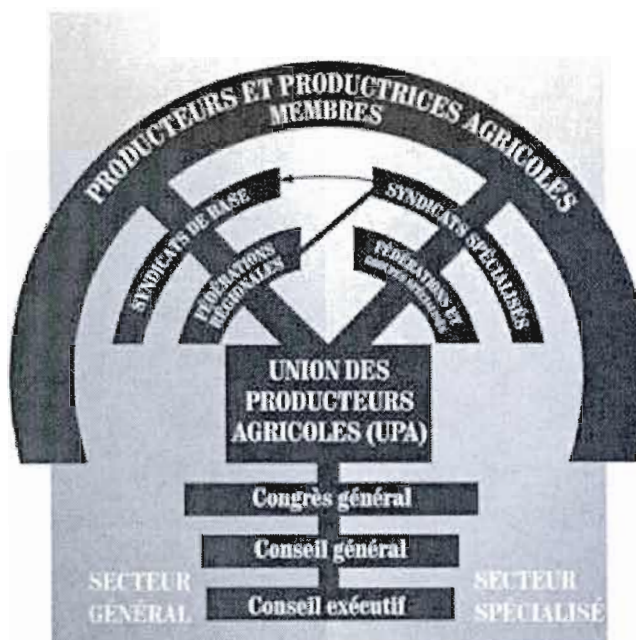 PRODUCTEURS ET PRODUCTRICES AGRICOLES
MEMBRES
SYNDICATS DE BASE
FÉDÉRATIONS
RÉGIONALES
SYNDICATS SPÉCIALISÉS
FÉDÉRATIONS ET
UNION DES
PRODUCTEURS
AGRICOLES (UPA)
Congrès général
Conseil général
Conseil exécutif
SECTEUR
GÉNÉRAL
SECTEUR
SPÉCIALISÉ